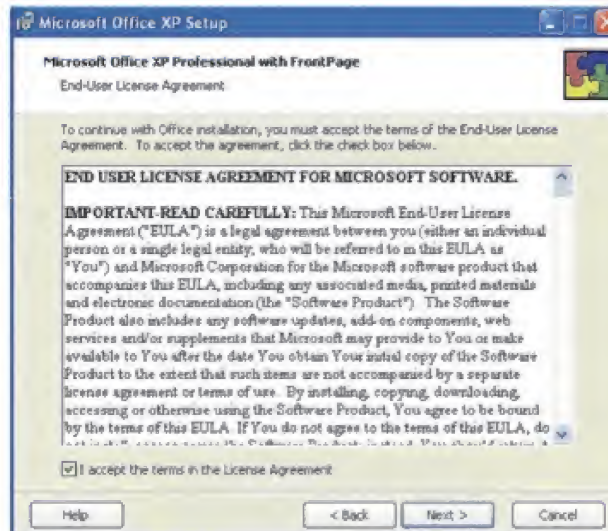 Microsoft Office XP Setup
Microsoft Office XP Professional with FrontPage
End-User License Agreement
To continue with Office installation, you must accept the terms of the End-User License
Agreement. To accept the agreement, click the check box below.
END USER LICENSE AGREEMENT FOR MICROSOFT SOFTWARE.
IMPORTANT-READ CAREFULLY: This Microsoft End-User License
Agreement ("EULA") is a legal agreement between you (either an individual
person or a single legal entity, who will be referred to in this EULA as
"You") and Microsoft Corporation for the Microsoft software product that
accompanies this EULA, including any associated media, printed materials
and electronic documentation (the "Software Product"). The Software
Product also includes any software updates, add-on components, web
services and/or supplements that Microsoft may provide to You or make
available to You after the date You obtain Your initial copy of the Software
Product to the extent that such items are not accompanied by a separate
license agreement or terms of use. By installing, copying, downloading,
accessing or otherwise using the Software Product, You agree to be bound
by the terms of this EULA. If You do not agree to the terms of this EULA, do
I accept the terms in the License Agreement
Help
< Back
Next >
Cancel